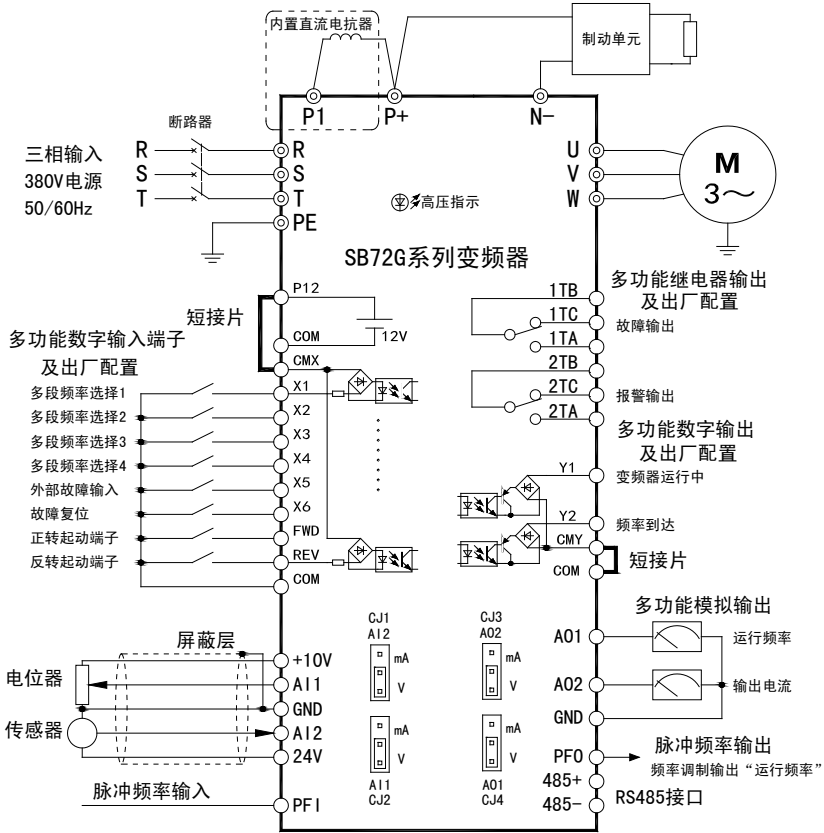 内置直流电抗器
制动单元
P1
P+
N-
断路器
三相输入
380V电源
50/60Hz
R
S
T
R
S
T
PE
高压指示
U
V
W
M
3～
SB72G系列变频器
P12
短接片
COM
12V
CMX
多功能数字输入端子
及出厂配置
多段频率选择1
X1
多段频率选择2
X2
多段频率选择3
X3
多段频率选择4
X4
外部故障输入
X5
故障复位
X6
正转起动端子
FWD
反转起动端子
REV
COM
1TB
1TC
1TA
2TB
2TC
2TA
多功能继电器输出
及出厂配置
故障输出
报警输出
多功能数字输出
及出厂配置
Y1
变频器运行中
Y2
频率到达
CMY
COM
短接片
屏蔽层
电位器
传感器
+10V
AI1
GND
AI2
24V
脉冲频率输入
PFI
CJ1
AI2
mA
V
mA
V
AI1
CJ2
CJ3
AO2
mA
V
mA
V
AO1
CJ4
多功能模拟输出
AO1
运行频率
AO2
输出电流
GND
PFO
脉冲频率输出
频率调制输出“运行频率”
485+
485-
RS485接口